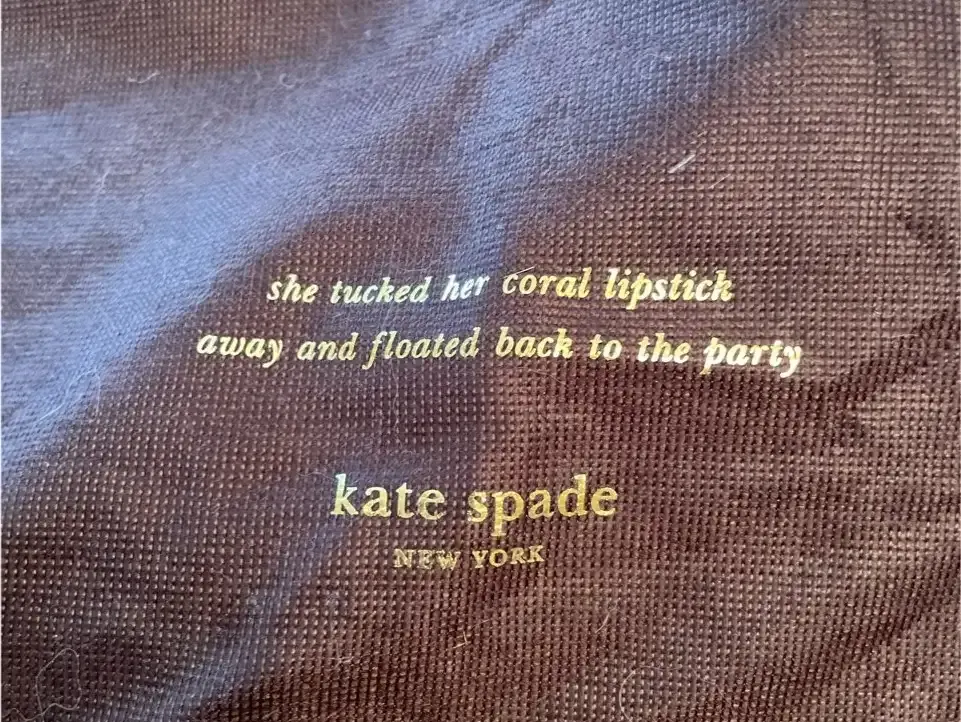 she tucked her coral lipstick
away and floated back to the party
kate spade
NEW YORK